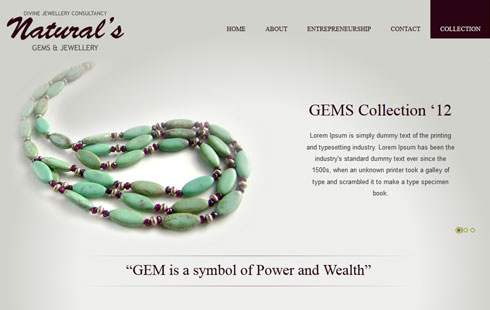 DIVINE JEWELLERY CONSULTANCY
Natural's
GEMS & JEWELLERY
HOME ABOUT ENTREPRENEURSHIP CONTACT COLLECTION
GEMS Collection ‘12
Lorem Ipsum is simply dummy text of the printing
and typesetting industry. Lorem Ipsum has been the
industry's standard dummy text ever since the
1500s, when an unknown printer took a galley of
type and scrambled it to make a type specimen
book.
“GEM is a symbol of Power and Wealth”